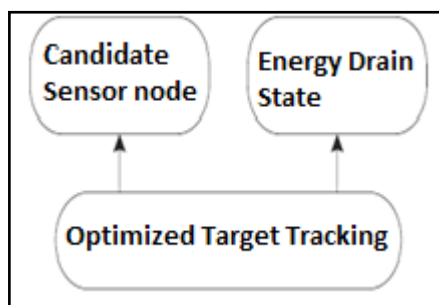 Candidate
Sensor node
Energy Drain
State
Optimized Target Tracking